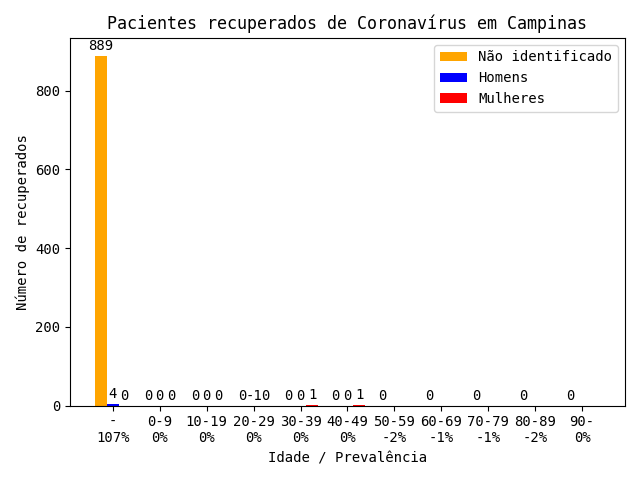 Pacientes recuperados de Coronavírus em Campinas
889
Não identificado
Homens
Mulheres
Número de recuperados
800
600
400
200
0
4 0 0 0 0 0 0 0 0 -1 0 0 0 1 0 0 1 0 0 0 0 0
- 0-9 10-19 20-29 30-39 40-49 50-59 60-69 70-79 80-89 90-
107% 0% 0% 0% 0% 0% -2% -1% -1% -2% 0%
Idade / Prevalência